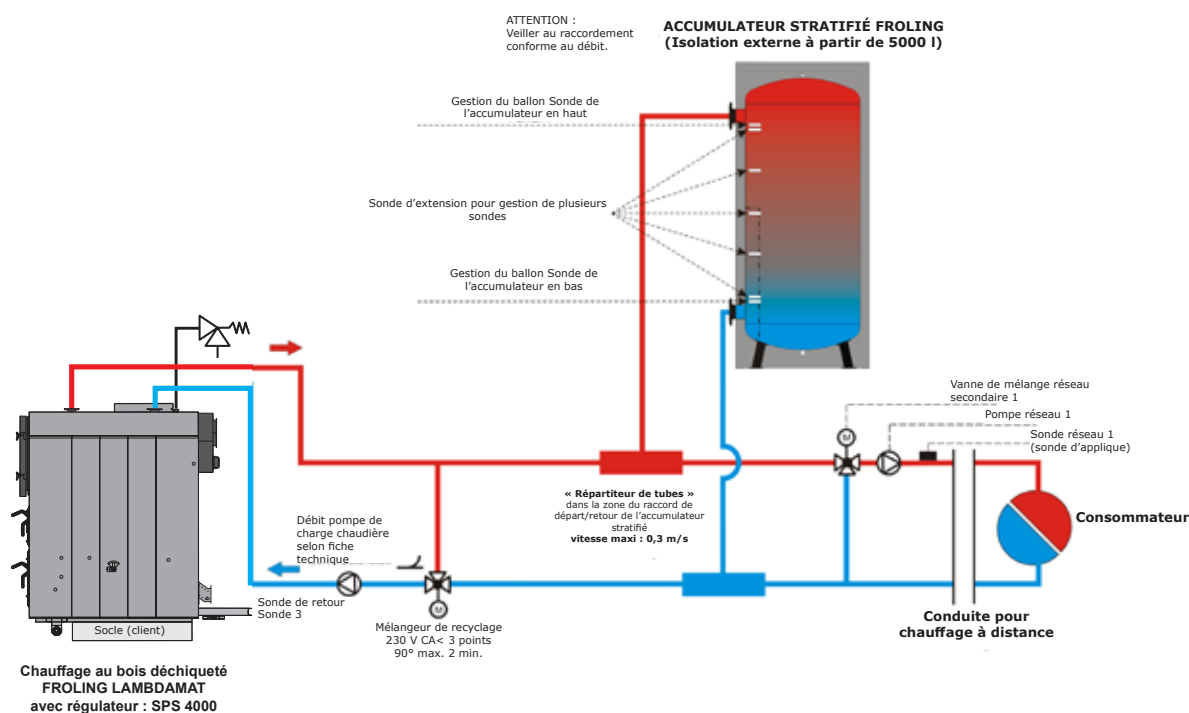 ATTENTION :
Veiller au raccordement
conforme au débit.
ACCUMULATEUR STRATIFIÉ FROLING
(Isolation externe à partir de 5000 l)
Gestion du ballon Sonde de
l’accumulateur en haut
Sonde d’extension pour gestion de plusieurs
sondes
Gestion du ballon Sonde de
l’accumulateur en bas
Vanne de mélange réseau
secondaire 1
Pompe réseau 1
Sonde réseau 1
(sonde d’applique)
M
« Répartiteur de tubes »
dans la zone du raccord de
départ/retour de l’accumulateur
stratifié
vitesse maxi : 0,3 m/s
Consommateur
Débit pompe de
charge chaudière
selon fiche
technique
Sonde de retour
Sonde 3
M
Mélangeur de recyclage
230 V CA< 3 points
90° max. 2 min.
Conduite pour
chauffage à distance
Socle (client)
Chauffage au bois déchiqueté
FROLING LAMBDAMAT
avec régulateur : SPS 4000